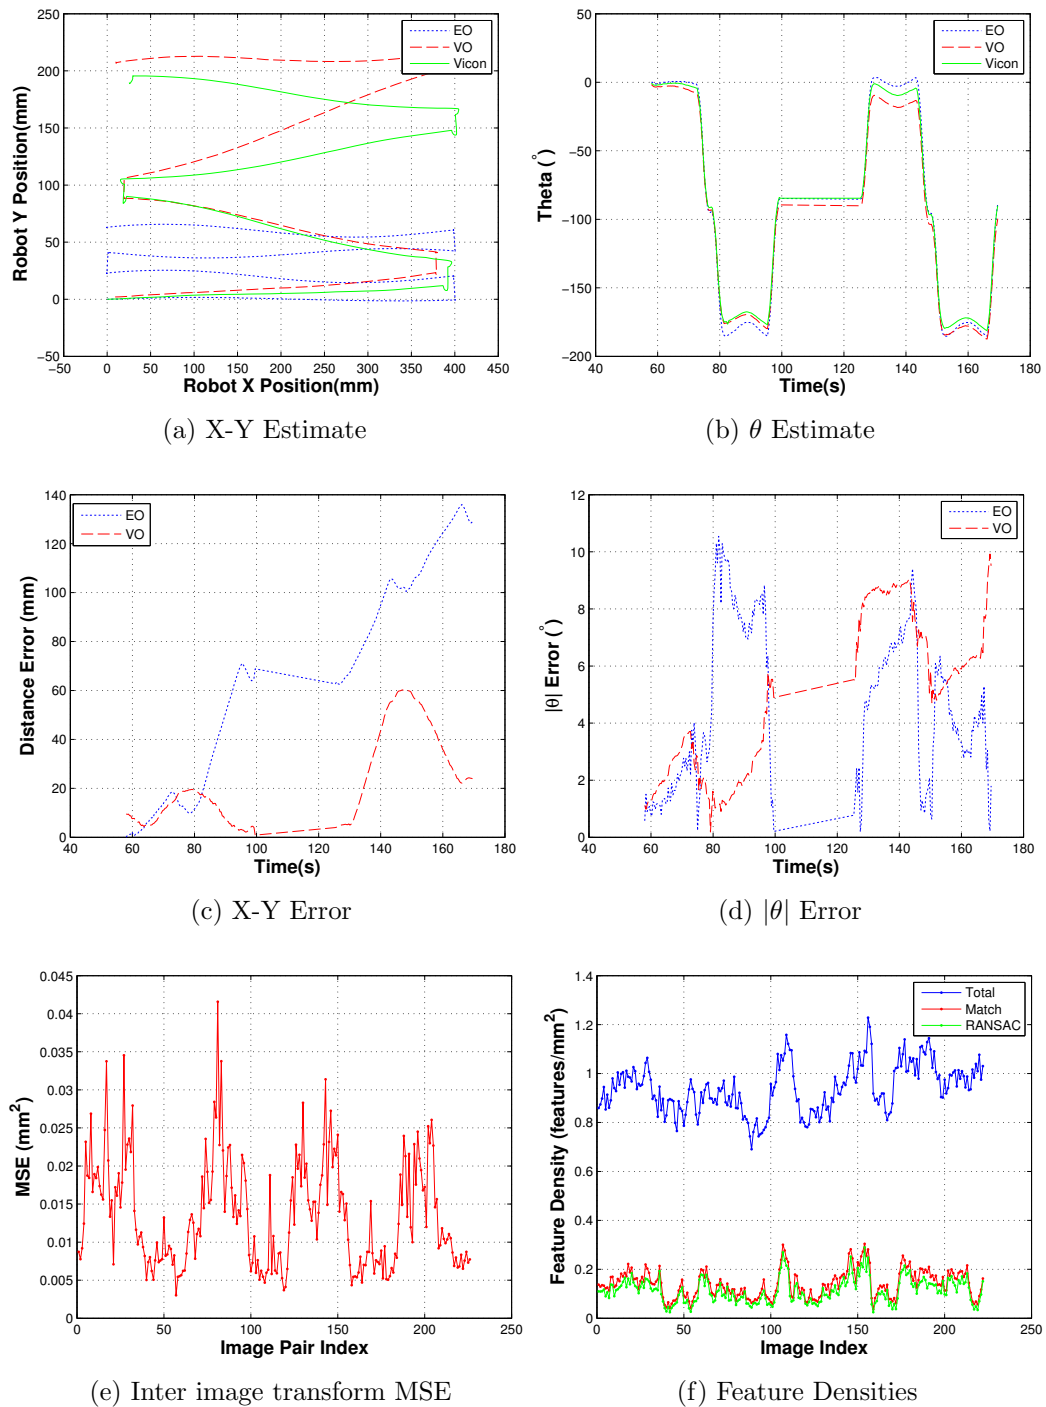 250
200
150
100
50
0
−50
−50 0 50 100 150 200 250 300 350 400 450
Robot X Position(mm)
Robot Y Position(mm)
EO
VO
Vicon
(a) X-Y Estimate
50
0
−50
−100
−150
−200
40 60 80 100 120 140 160 180
Time(s)
Theta (°)
EO
VO
Vicon
(b) θ Estimate
140
120
100
80
60
40
20
0
40 60 80 100 120 140 160 180
Time(s)
Distance Error (mm)
EO
VO
(c) X-Y Error
12
10
8
6
4
2
0
40 60 80 100 120 140 160 180
Time(s)
|θ| Error (°)
EO
VO
(d) |θ| Error
0.045
0.04
0.035
0.03
0.025
0.02
0.015
0.01
0.005
0
0 50 100 150 200 250
Image Pair Index
MSE (mm²)
(e) Inter image transform MSE
1.4
1.2
1
0.8
0.6
0.4
0.2
0
0 50 100 150 200 250
Image Index
Feature Density (features/mm²)
Total
Match
RANSAC
(f) Feature Densities